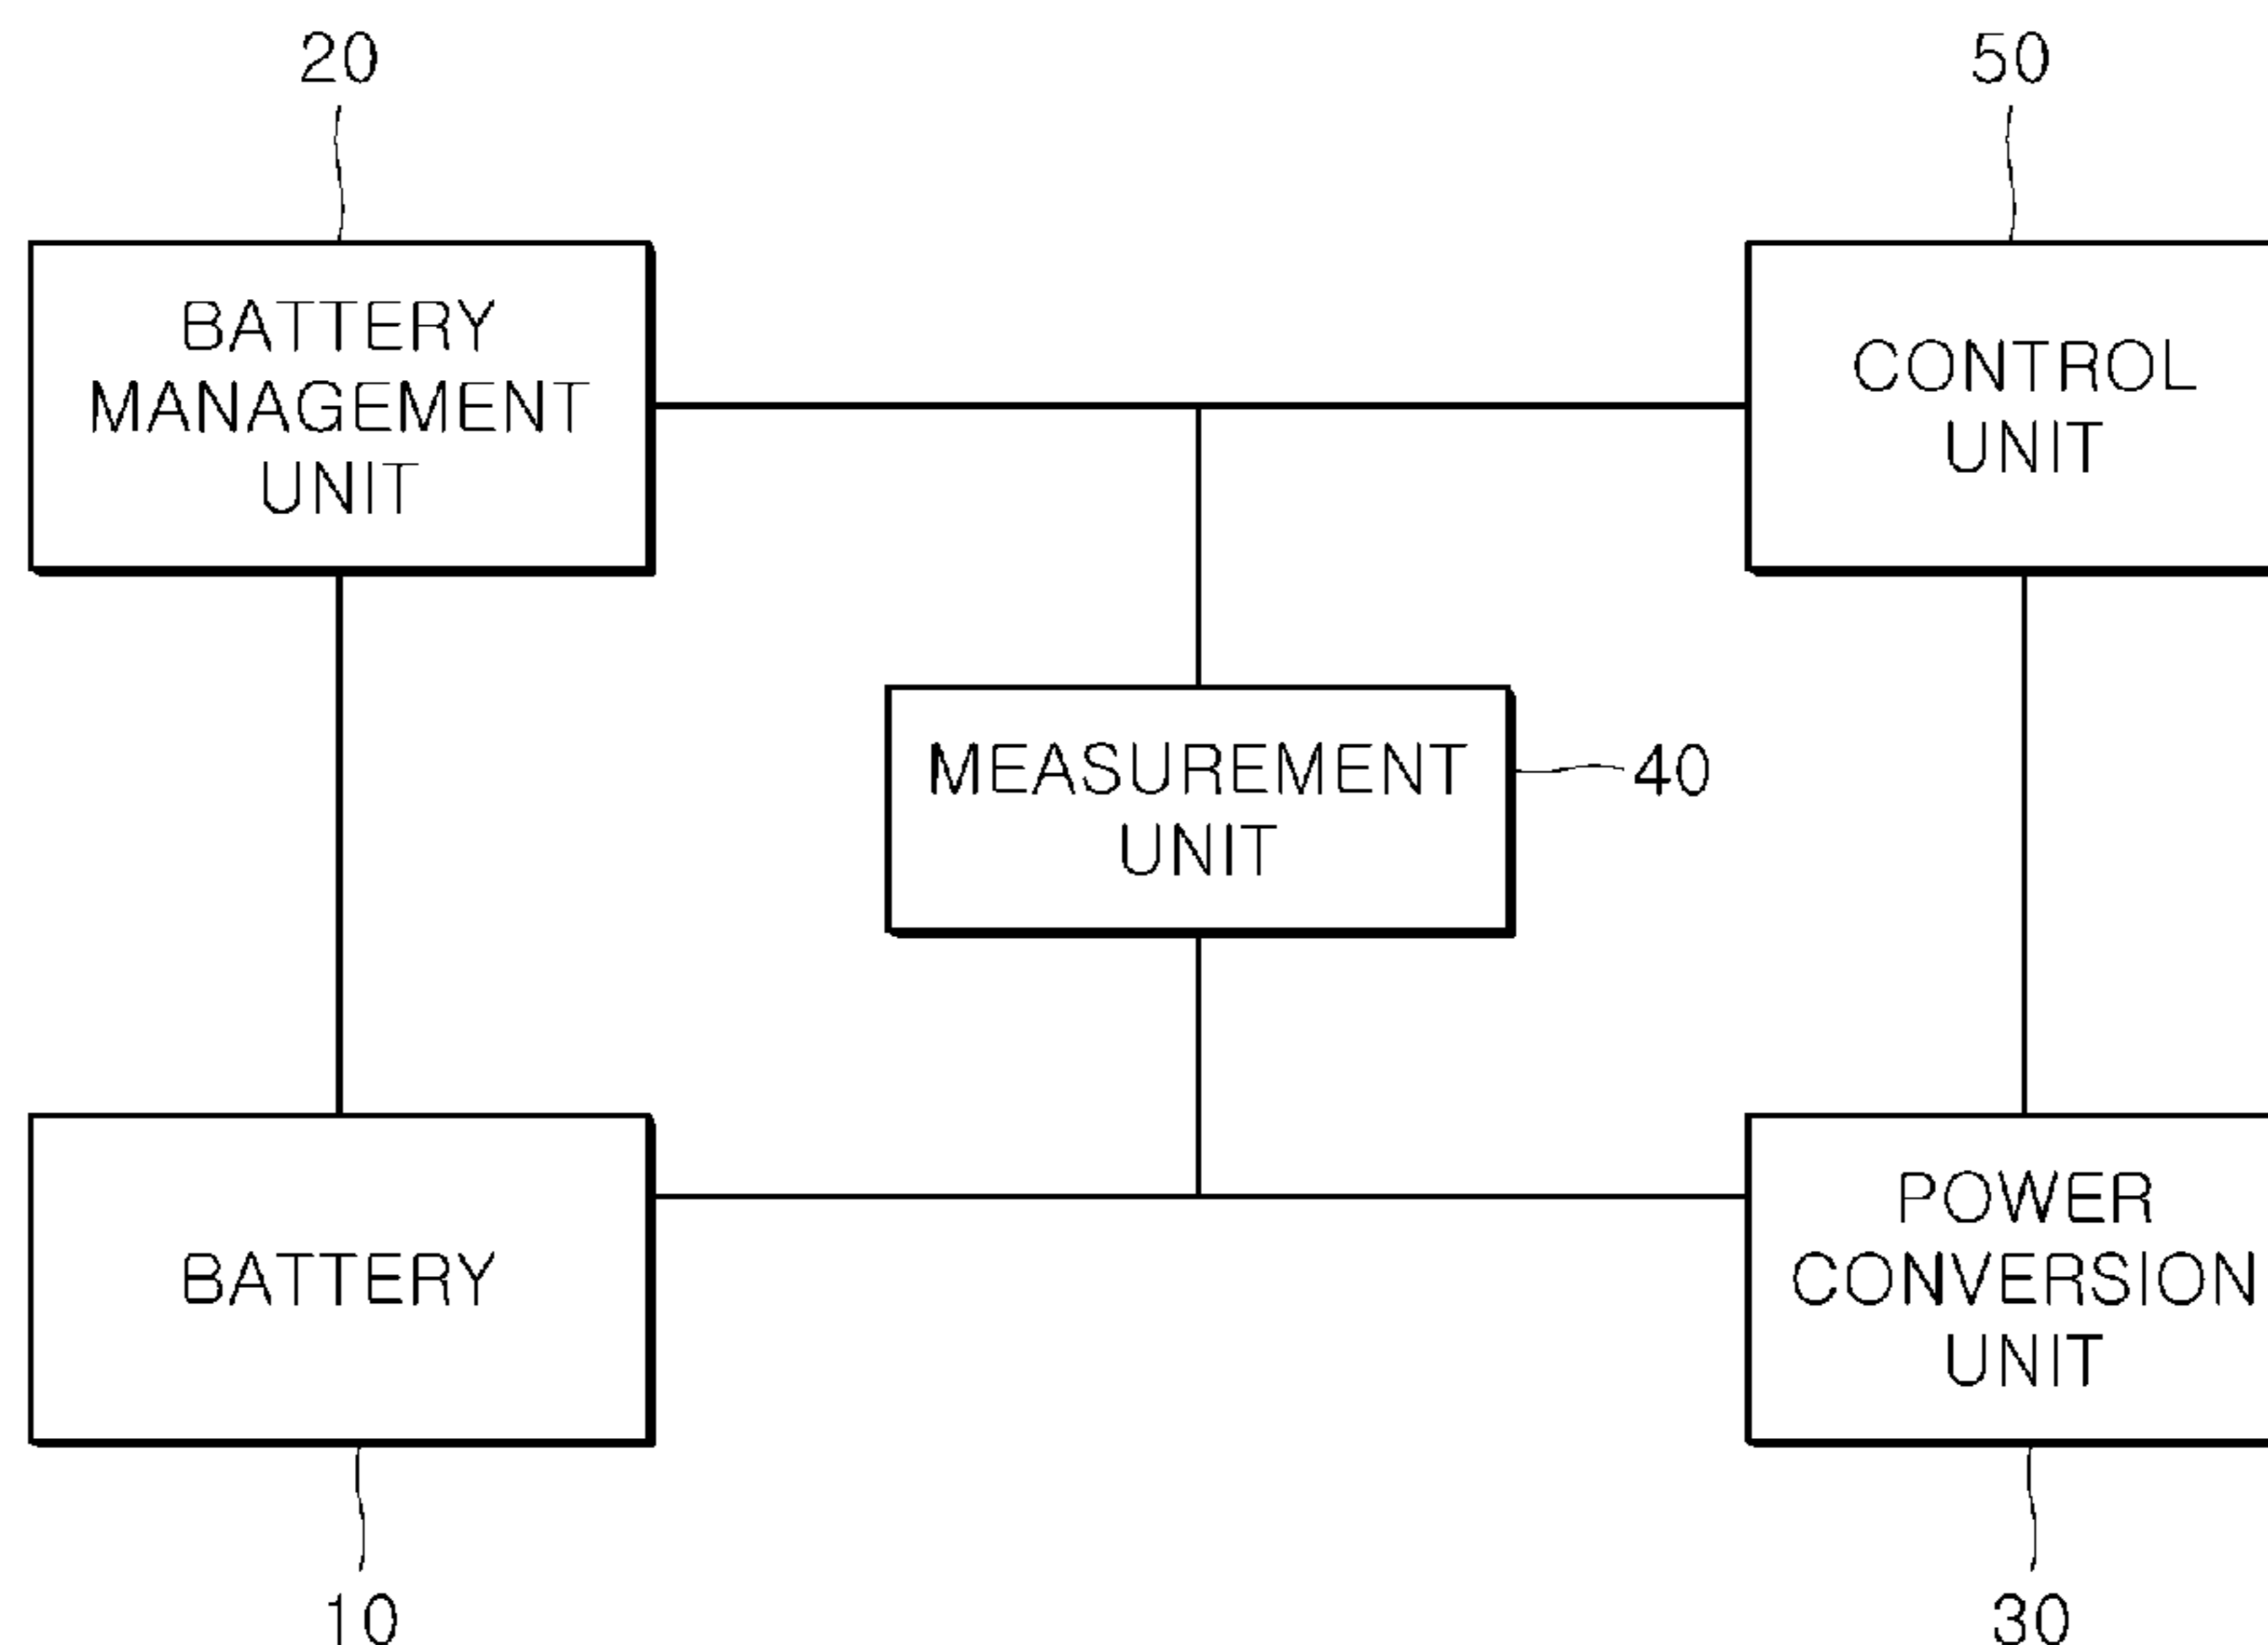 20
50
BATTERY
MANAGEMENT
UNIT
CONTROL
UNIT
MEASUREMENT
UNIT
40
BATTERY
POWER
CONVERSION
UNIT
10
30